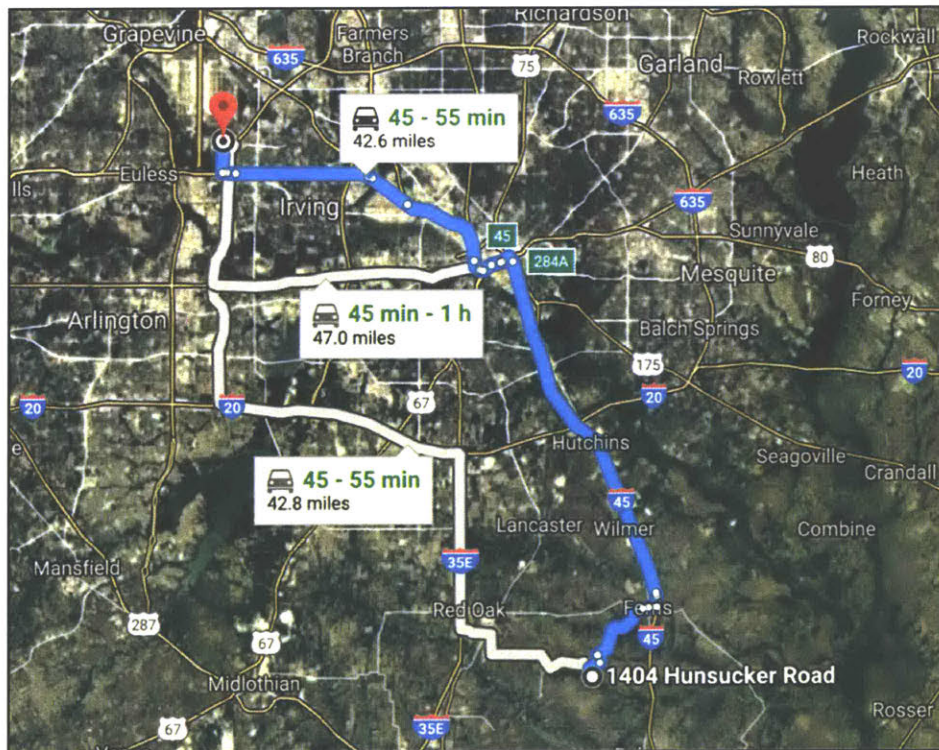 Richardson
Grapevine
Farmers
Branch
Rockwall
635
75
Garland
Rowlett
45 - 55 min
42.6 miles
635
Euless
lls
Heath
Irving
635
45
Sunnyvale
284A
80
Mesquite
45 min - 1 h
47.0 miles
Forney
Arlington
Balch Springs
175
20
67
20
20
20
Hutchins
e
Seagoville
Crandall
45 - 55 min
42.8 miles
45
Lancaster
Wilmer
Combine
35E
Mansfield
Red Oak
Ferris
287
67
45
1404 Hunsucker Road
Midlothian
Rosser
67
35E